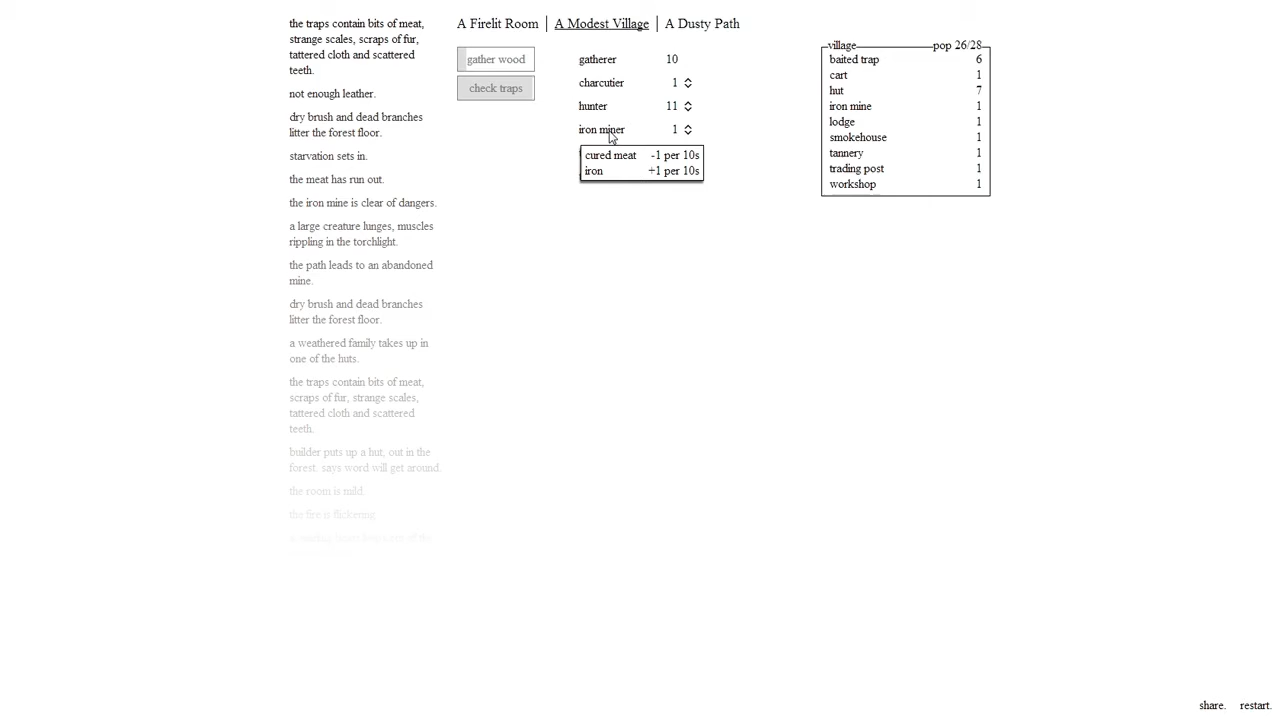 the traps contain bits of meat,
strange scales, scraps of fur,
tattered cloth and scattered
teeth.
not enough leather.
dry brush and dead branches
litter the forest floor.
starvation sets in.
the meat has run out.
the iron mine is clear of dangers.
a large creature lunges, muscles
rippling in the torchlight.
the path leads to an abandoned
mine.
dry brush and dead branches
litter the forest floor.
a weathered family takes up in
one of the huts.
the traps contain bits of meat,
scraps of fur, strange scales,
tattered cloth and scattered
teeth.
builder puts up a hut, out in the
forest. says word will get around.
the room is mild.
the fire is flickering.
A Firelit Room | A Modest Village | A Dusty Path
gather wood
check traps
gatherer 10
charcutier 1
hunter 11
iron miner 1
cured meat -1 per 10s
iron +1 per 10s
village pop 26/28
baited trap 6
cart 1
hut 7
iron mine 1
lodge 1
smokehouse 1
tannery 1
trading post 1
workshop 1
share. restart.